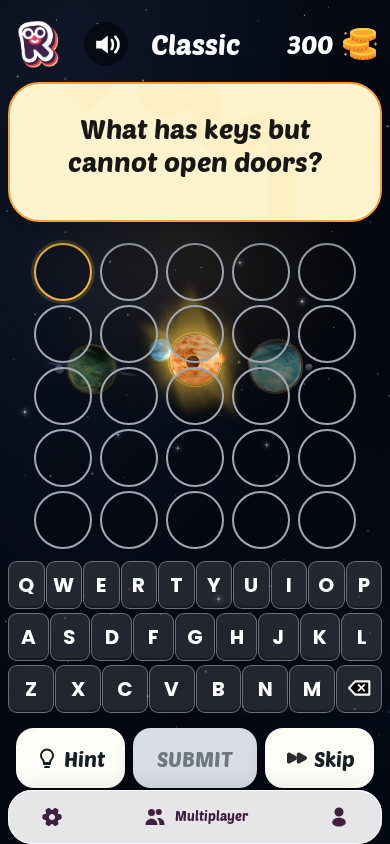 R
Classic
300
What has keys but
cannot open doors?
Q W E R T Y U I O P
A S D F G H J K L
Z X C V B N M
Hint
SUBMIT
Skip
Multiplayer